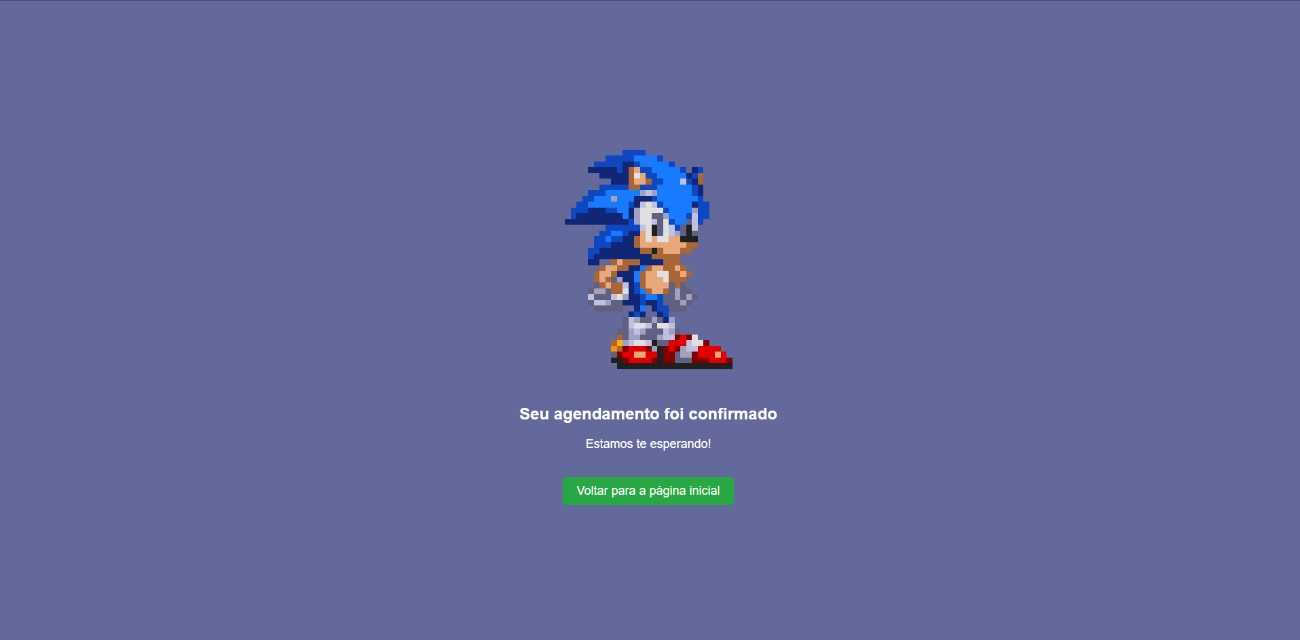 Seu agendamento foi confirmado
Estamos te esperando!
Voltar para a página inicial